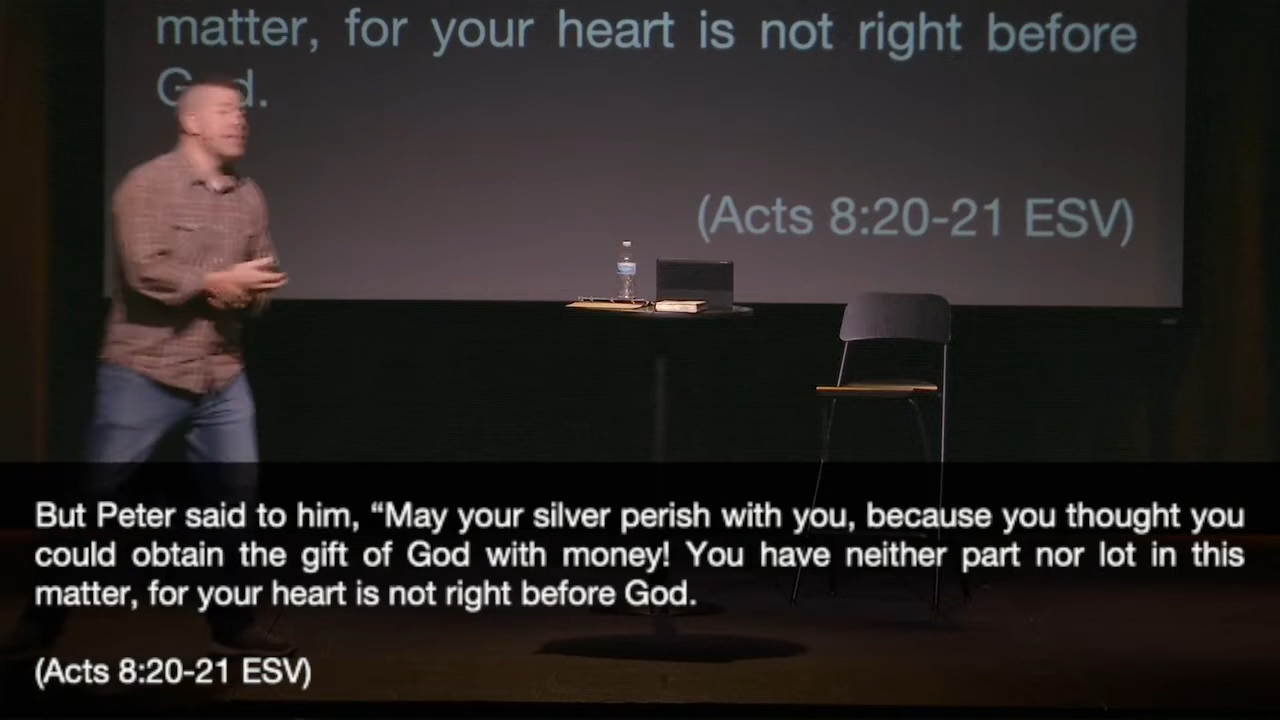 matter, for your heart is not right before
God.
(Acts 8:20-21 ESV)
But Peter said to him, “May your silver perish with you, because you thought you
could obtain the gift of God with money! You have neither part nor lot in this
matter, for your heart is not right before God.
(Acts 8:20-21 ESV)